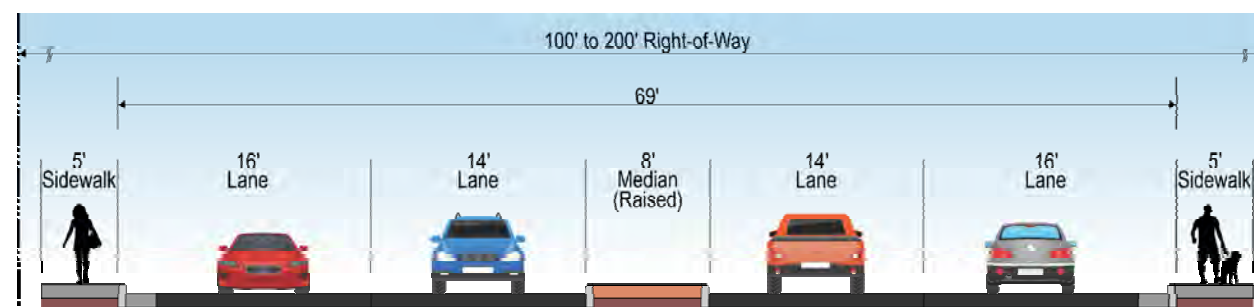 100' to 200' Right-of-Way
69'
5' 16' 14' 8' 14' 16' 5'
Sidewalk Lane Lane Median Lane Lane Sidewalk
(Raised)